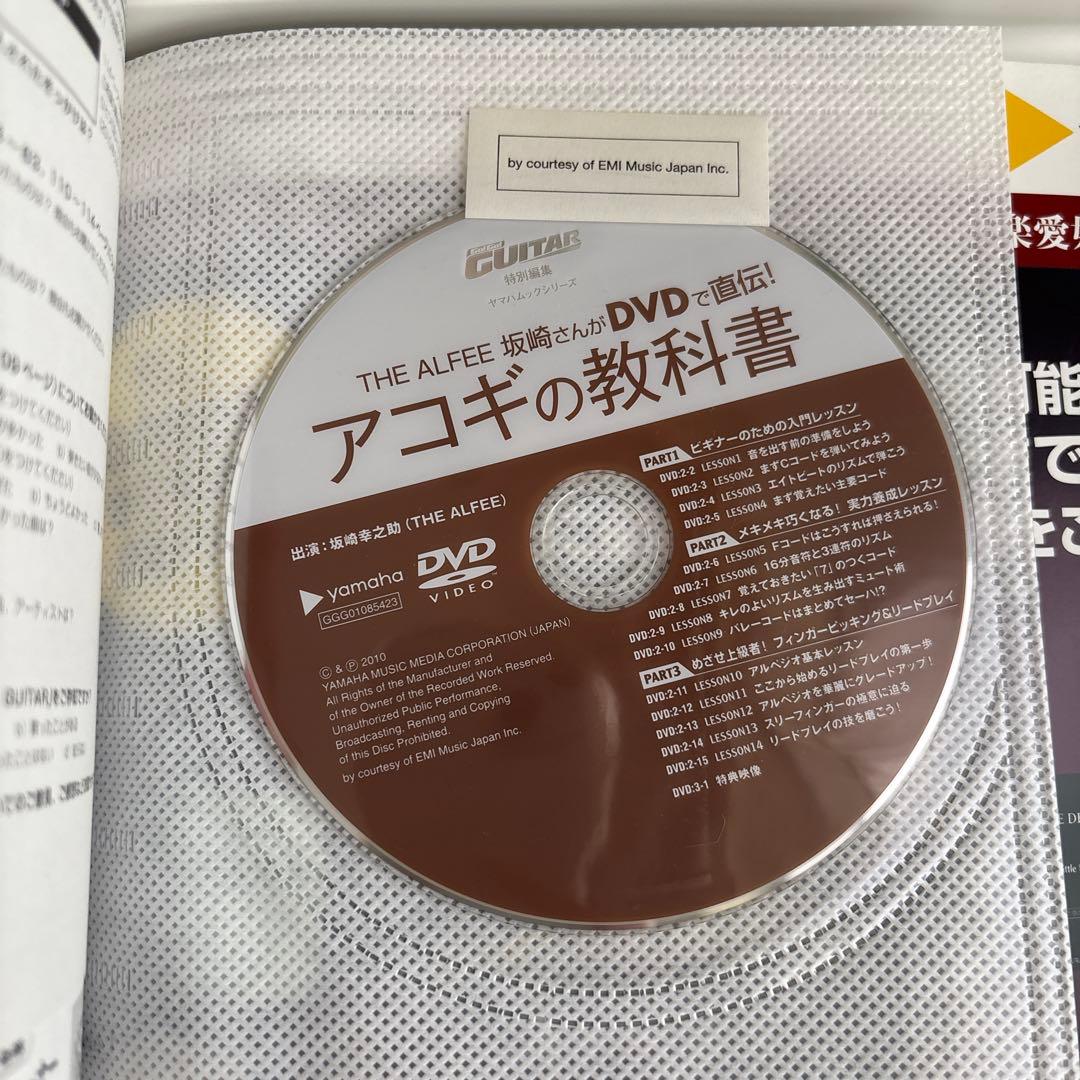 by courtesy of EMI Music Japan Inc.
Go!Go!
GUITAR
特別編集
ヤマハムックシリーズ
THE ALFEE 坂崎さんがDVDで直伝!
アコギの教科書
出演:坂崎幸之助(THE ALFEE)
yamaha
DVD
VIDEO
GGG01085423
Ⓒ & Ⓟ 2010
YAMAHA MUSIC MEDIA CORPORATION (JAPAN)
All Rights of the Manufacturer and
of the Owner of the Recorded Work Reserved.
Unauthorized Public Performance,
Broadcasting, Renting and Copying
of this Disc Prohibited.
by courtesy of EMI Music Japan Inc.
PART1 ビギナーのための入門レッスン
DVD:2-2 LESSON1 音を出す前の準備をしよう
DVD:2-3 LESSON2 まずCコードを弾いてみよう
DVD:2-4 LESSON3 エイトビートのリズムで弾こう
DVD:2-5 LESSON4 まず覚えたい主要コード
PART2 メキメキ巧くなる! 実力養成レッスン
DVD:2-6 LESSON5 Fコードはこうすれば押さえられる!
DVD:2-7 LESSON6 16分音符と3連符のリズム
DVD:2-8 LESSON7 覚えておきたい「7」のつくコード
DVD:2-9 LESSON8 キレのよいリズムを生み出すミュート術
DVD:2-10 LESSON9 バレーコードはまとめてセーハ!?
PART3 めざせ上級者! フィンガーピッキング&リードプレイ
DVD:2-11 LESSON10 アルペジオ基本レッスン
DVD:2-12 LESSON11 ここから始めるリードプレイの第一歩
DVD:2-13 LESSON12 アルペジオを華麗にグレードアップ!
DVD:2-14 LESSON13 スリーフィンガーの極意に迫る
DVD:2-15 LESSON14 リードプレイの技を磨こう!
DVD:3-1 特典映像
楽愛
能
で
をこ